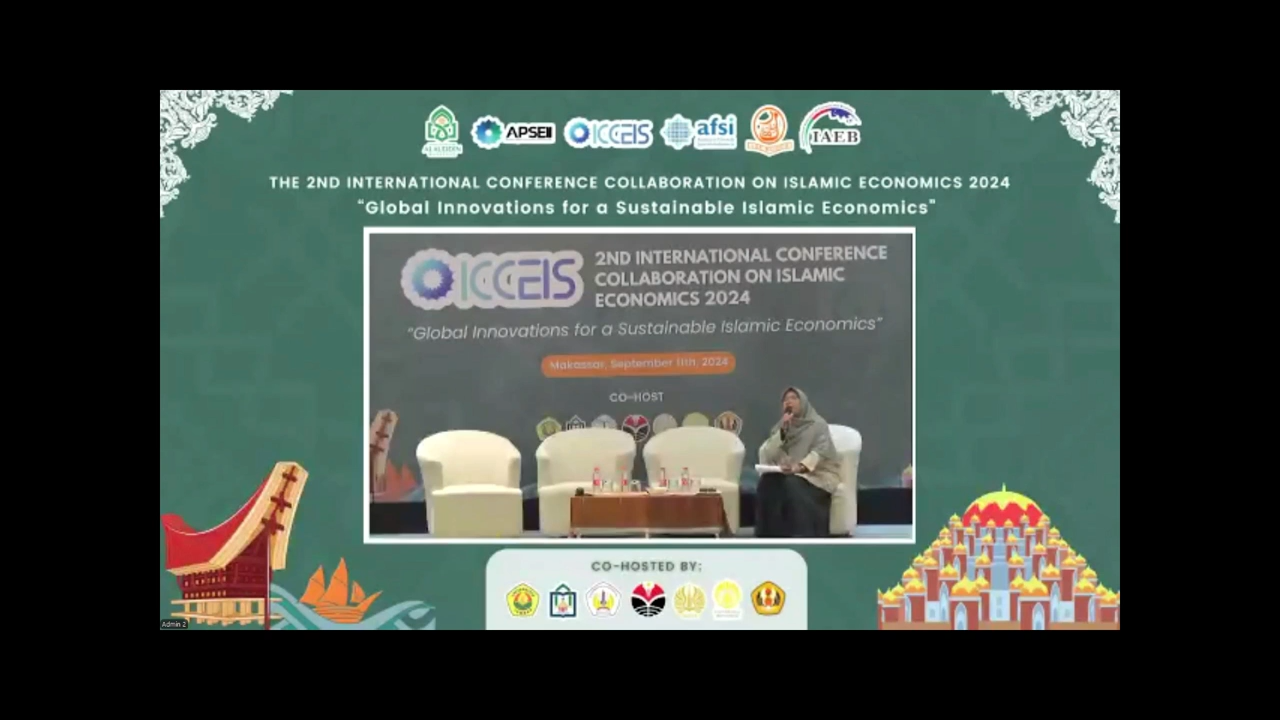 APSEII
ICCEIS
afsi
IAEB
THE 2ND INTERNATIONAL CONFERENCE COLLABORATION ON ISLAMIC ECONOMICS 2024
"Global Innovations for a Sustainable Islamic Economics"
ICCEIS
2ND INTERNATIONAL CONFERENCE
COLLABORATION ON ISLAMIC
ECONOMICS 2024
"Global Innovations for a Sustainable Islamic Economics"
Makassar, September 11th, 2024
CO-HOST
CO-HOSTED BY:
Admin 2